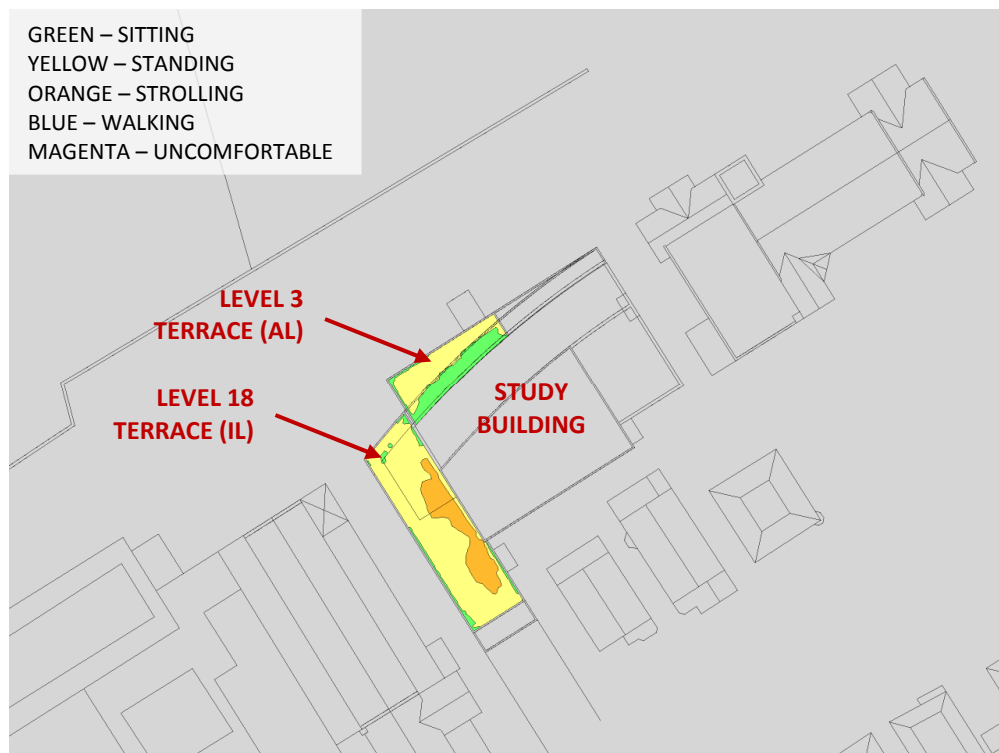 GREEN – SITTING
YELLOW – STANDING
ORANGE – STROLLING
BLUE – WALKING
MAGENTA – UNCOMFORTABLE
LEVEL 3
TERRACE (AL)
LEVEL 18
TERRACE (IL)
STUDY
BUILDING